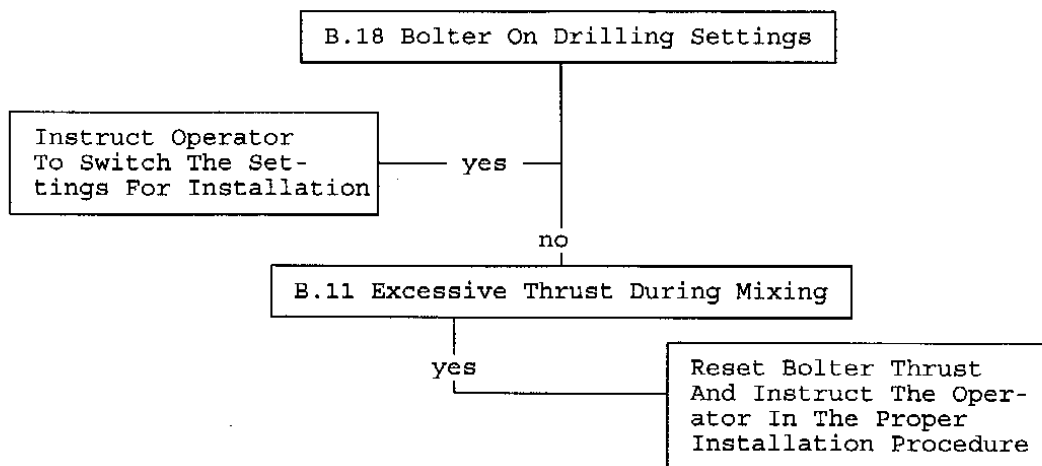 B.18 Bolter On Drilling Settings
Instruct Operator
To Switch The Set-
tings For Installation
yes
no
B.11 Excessive Thrust During Mixing
yes
Reset Bolter Thrust
And Instruct The Oper-
ator In The Proper
Installation Procedure